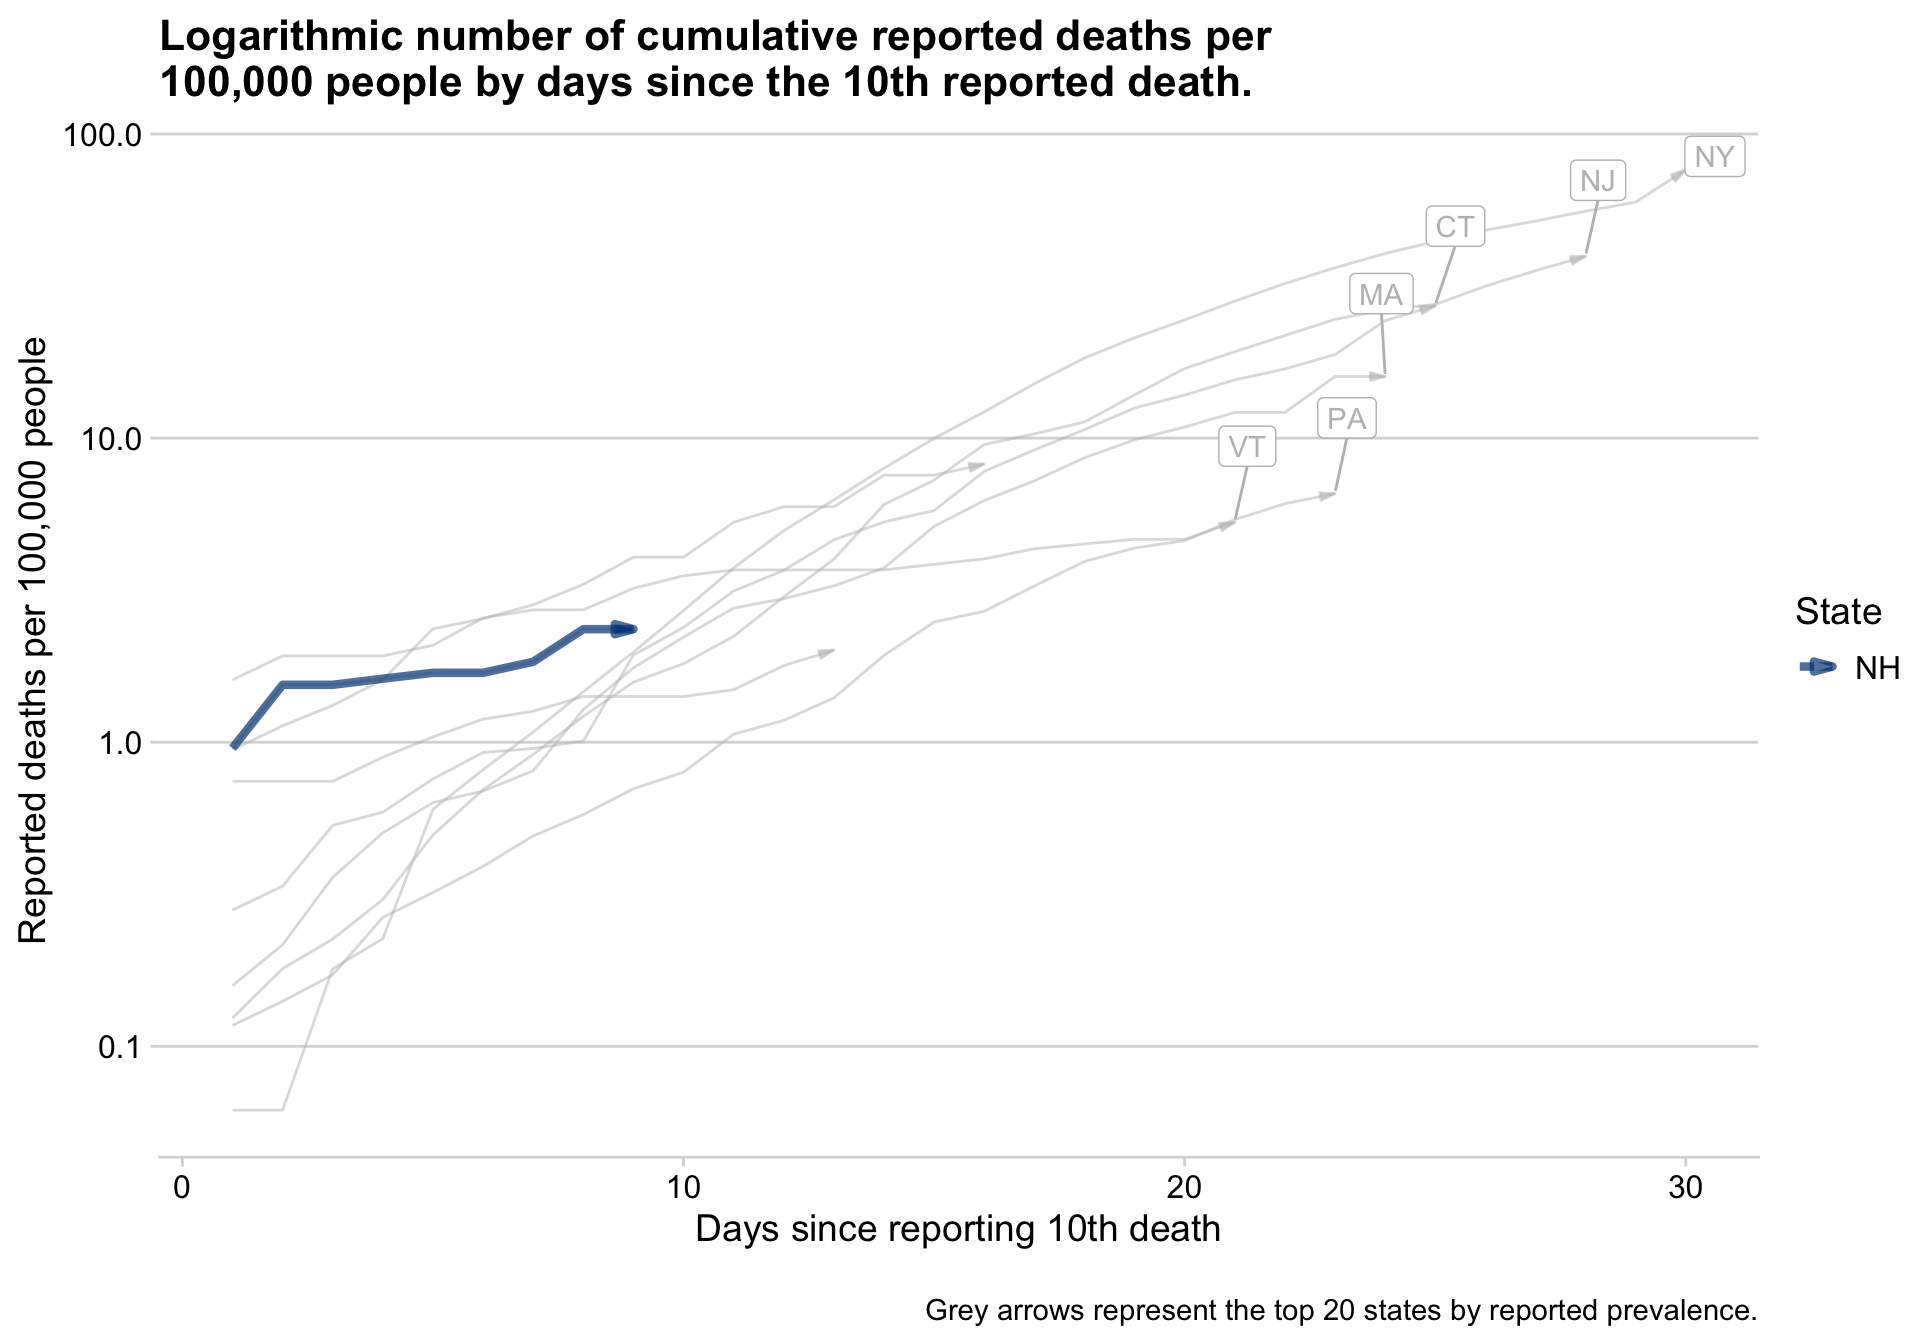 Logarithmic number of cumulative reported deaths per
100,000 people by days since the 10th reported death.
100.0
10.0
1.0
0.1
Reported deaths per 100,000 people
NY
NJ
CT
MA
PA
VT
State
NH
0 10 20 30
Days since reporting 10th death
Grey arrows represent the top 20 states by reported prevalence.